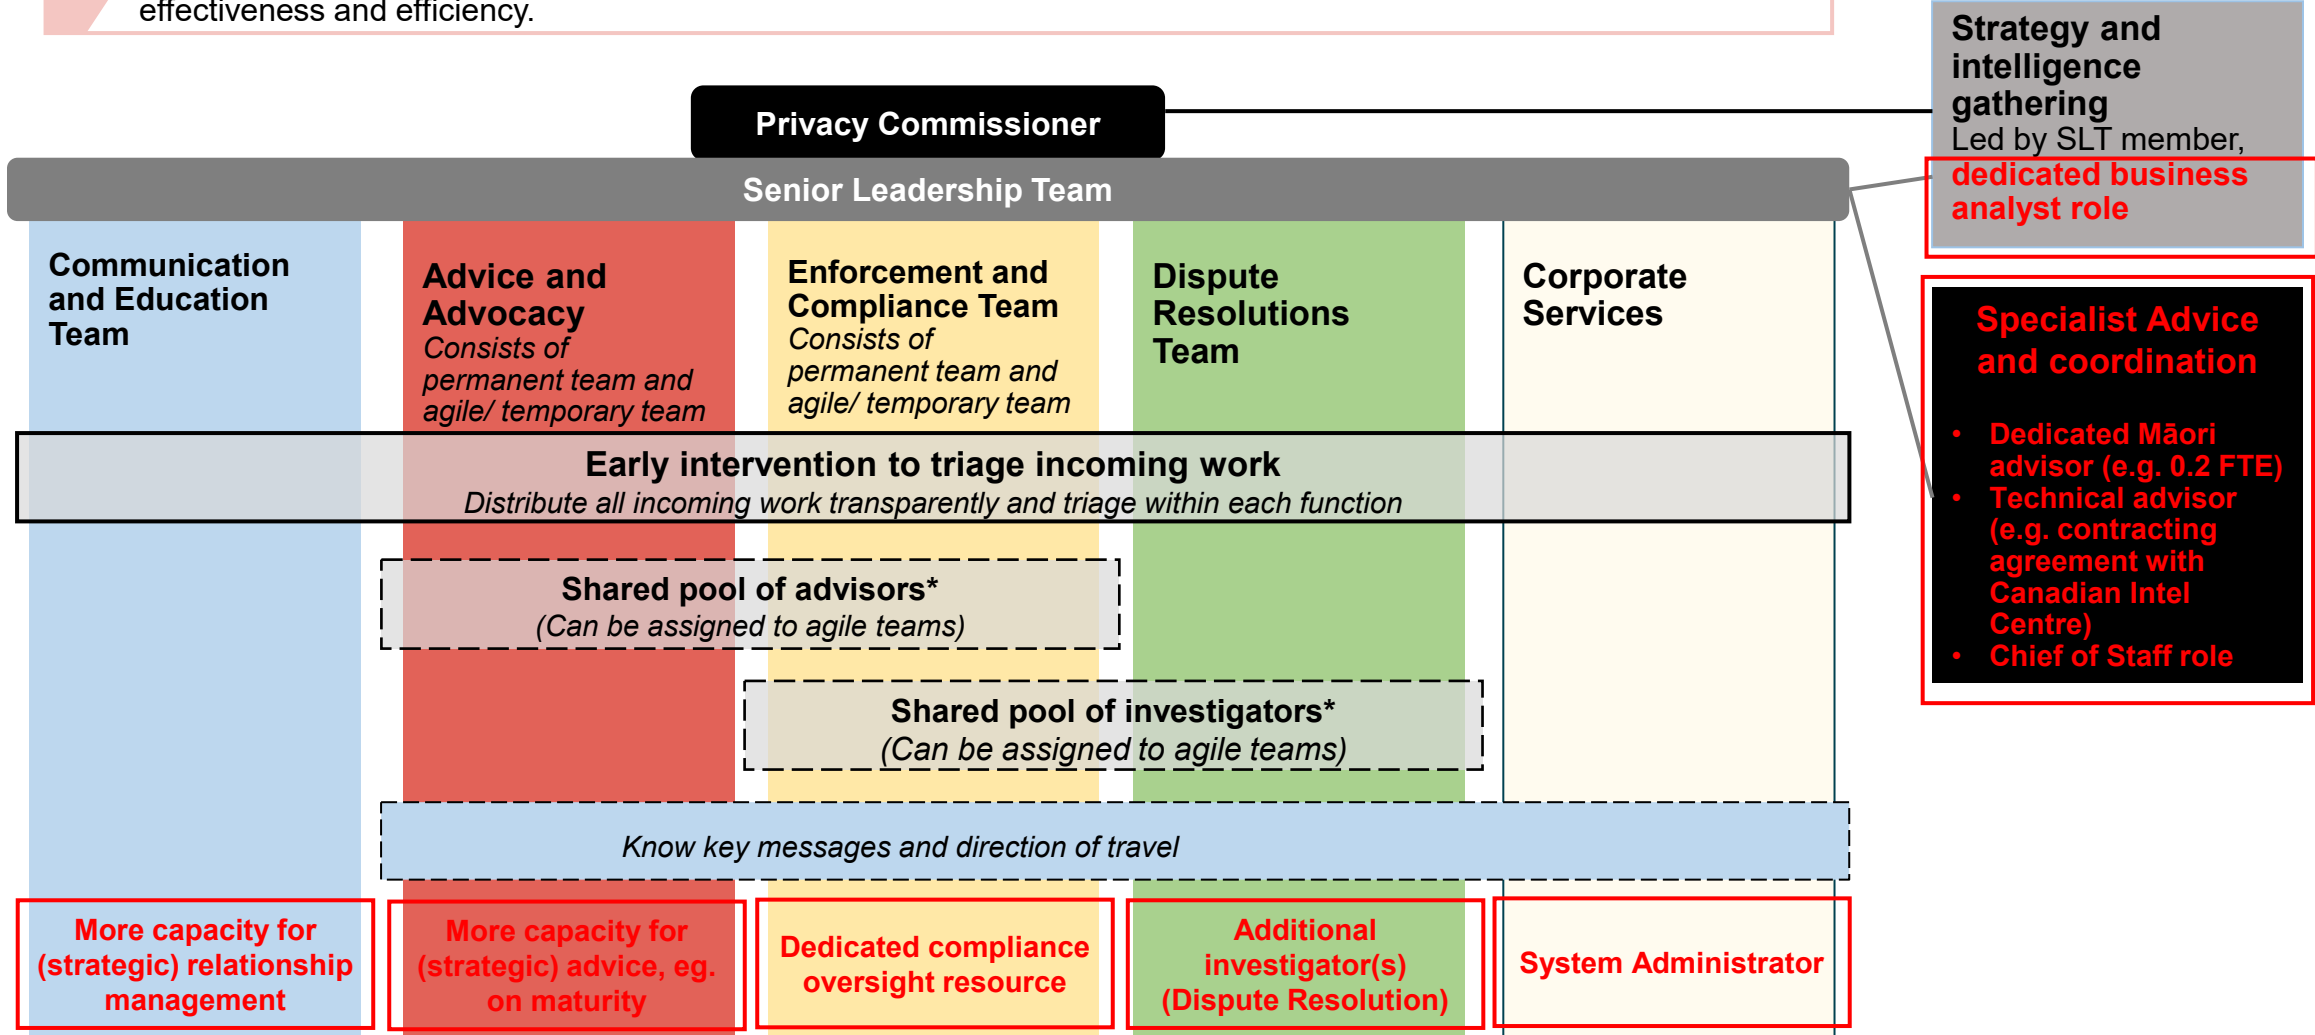 effectiveness and efficiency.
Privacy Commissioner
Senior Leadership Team
Strategy and
intelligence
gathering
Led by SLT member,
dedicated business
analyst role
Communication
and Education
Team
Advice and
Advocacy
Consists of
permanent team and
agile/ temporary team
Enforcement and
Compliance Team
Consists of
permanent team and
agile/ temporary team
Dispute
Resolutions
Team
Corporate
Services
Specialist Advice
and coordination
• Dedicated Māori
advisor (e.g. 0.2 FTE)
• Technical advisor
(e.g. contracting
agreement with
Canadian Intel
Centre)
• Chief of Staff role
Early intervention to triage incoming work
Distribute all incoming work transparently and triage within each function
Shared pool of advisors*
(Can be assigned to agile teams)
Shared pool of investigators*
(Can be assigned to agile teams)
Know key messages and direction of travel
More capacity for
(strategic) relationship
management
More capacity for
(strategic) advice, eg.
on maturity
Dedicated compliance
oversight resource
Additional
investigator(s)
(Dispute Resolution)
System Administrator